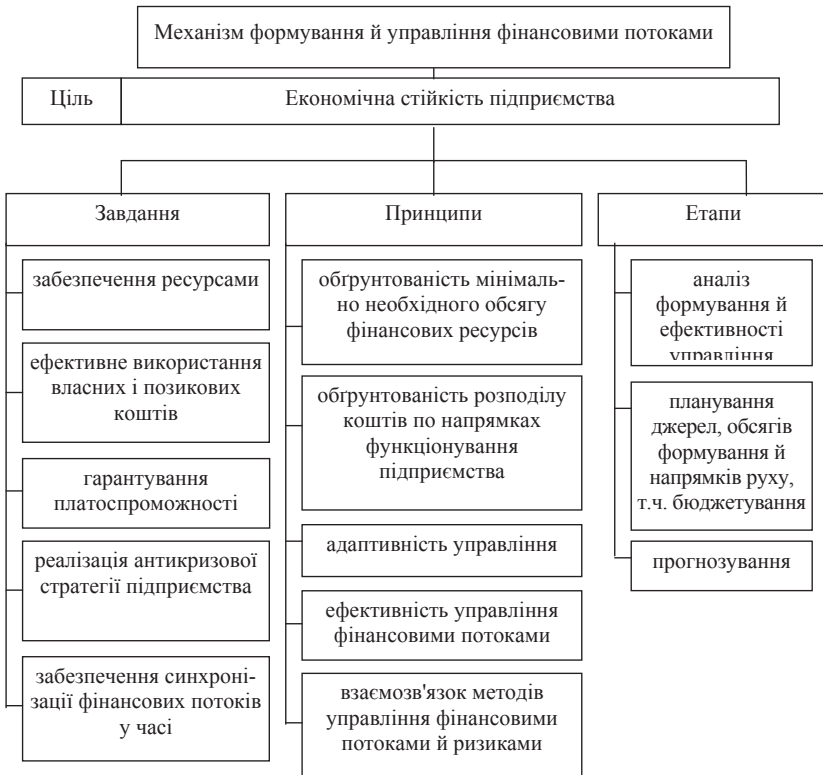 Механізм формування й управління фінансовими потоками
Ціль
Економічна стійкість підприємства
Завдання
забезпечення ресурсами
ефективне використання
власних і позикових
коштів
гарантування
платоспроможності
реалізація антикризової
стратегії підприємства
забезпечення синхроні-
зації фінансових потоків
у часі
Принципи
обґрунтованість мінімаль-
но необхідного обсягу
фінансових ресурсів
обґрунтованість розподілу
коштів по напрямках
функціонування
підприємства
адаптивність управління
ефективність управління
фінансовими потоками
взаємозв'язок методів
управління фінансовими
потоками й ризиками
Етапи
аналіз
формування й
ефективності
управління
планування
джерел, обсягів
формування й
напрямків руху,
т.ч. бюджетування
прогнозування